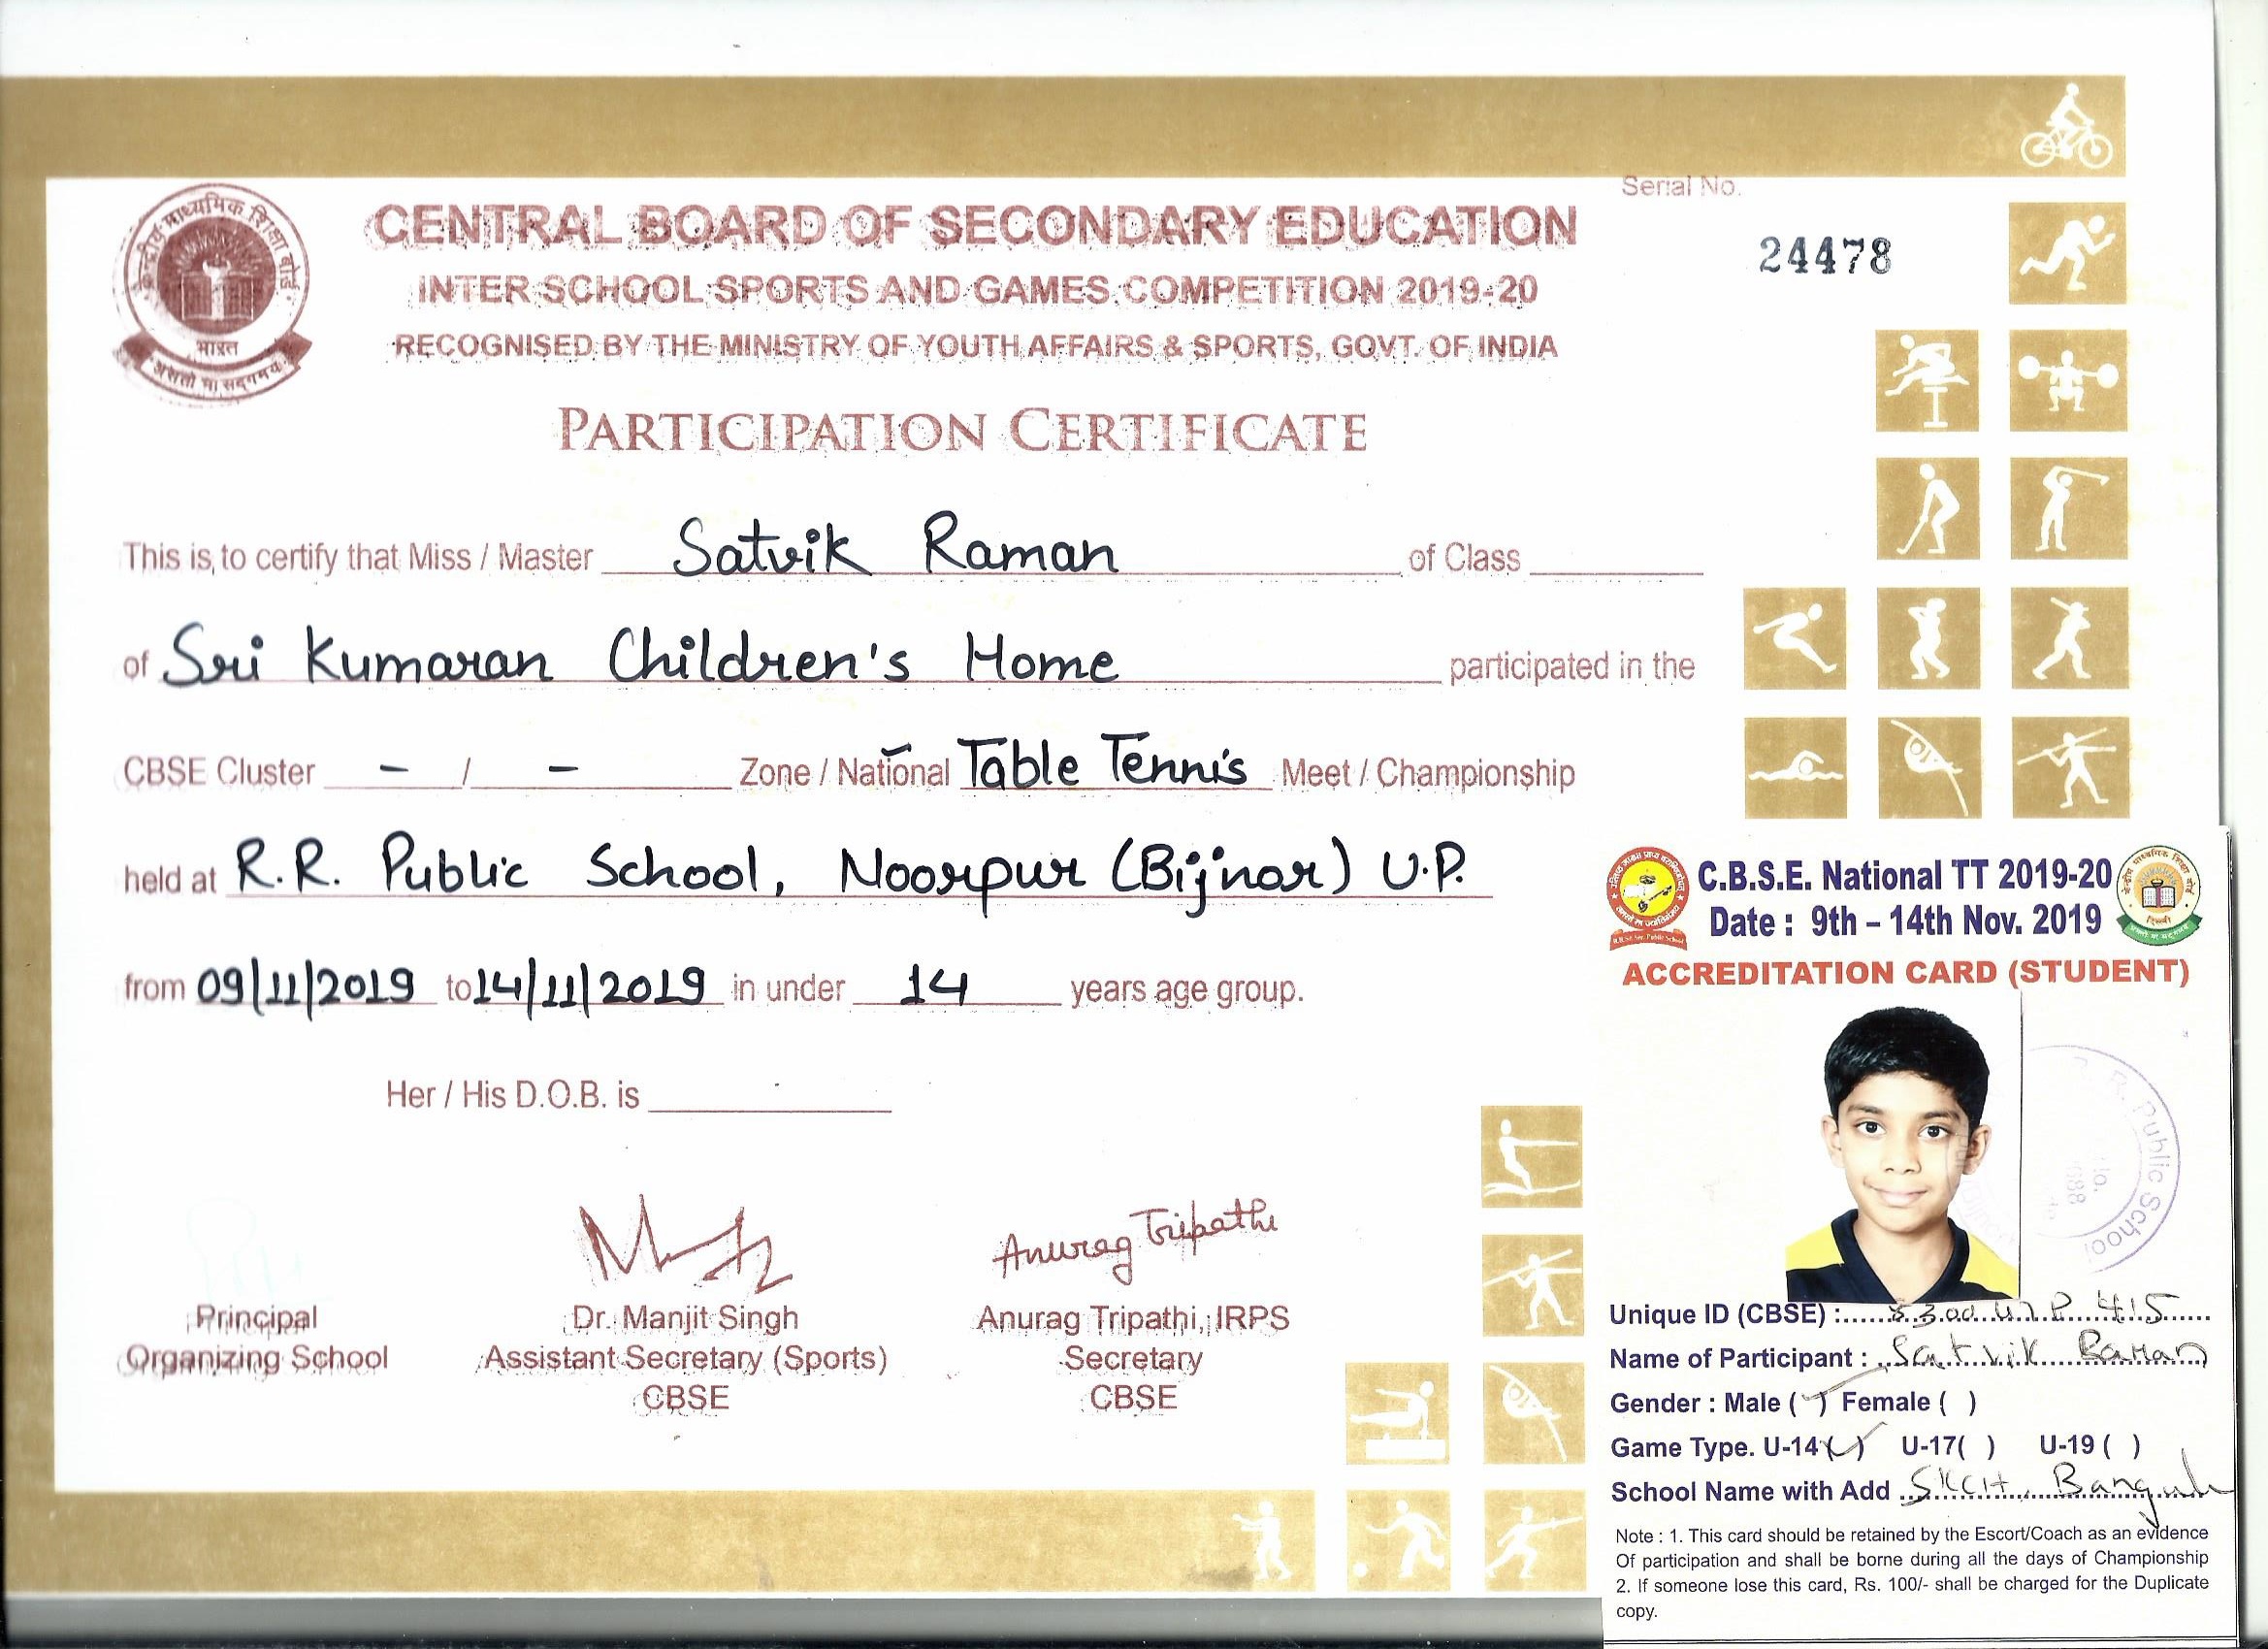 केन्द्रीय माध्यमिक शिक्षा बोर्ड
भारत
असतो मा सद्गमय
Serial No.
24478
CENTRAL BOARD OF SECONDARY EDUCATION
INTER SCHOOL SPORTS AND GAMES COMPETITION 2019-20
RECOGNISED BY THE MINISTRY OF YOUTH AFFAIRS & SPORTS, GOVT. OF INDIA
PARTICIPATION CERTIFICATE
This is to certify that Miss / Master Satvik Raman of Class
of Sri Kumaran Children's Home participated in the
CBSE Cluster - / - Zone / National Table Tennis Meet / Championship
held at R.R. Public School, Noorpur (Bijnor) U.P.
from 09/11/2019 to 14/11/2019 in under 14 years age group.
Her / His D.O.B. is
Anurag Tripathi
Principal
Organizing School
Dr. Manjit Singh
Assistant Secretary (Sports)
CBSE
Anurag Tripathi, IRPS
Secretary
CBSE
C.B.S.E. National TT 2019-20
Date : 9th – 14th Nov. 2019
ACCREDITATION CARD (STUDENT)
R. Public School
Unique ID (CBSE) :
Name of Participant : Satvik Raman
Gender : Male ( ) Female ( )
Game Type. U-14 ( ) U-17( ) U-19 ( )
School Name with Add SKCH,
Note : 1. This card should be retained by the Escort/Coach as an evidence
Of participation and shall be borne during all the days of Championship
2. If someone lose this card, Rs. 100/- shall be charged for the Duplicate
copy.